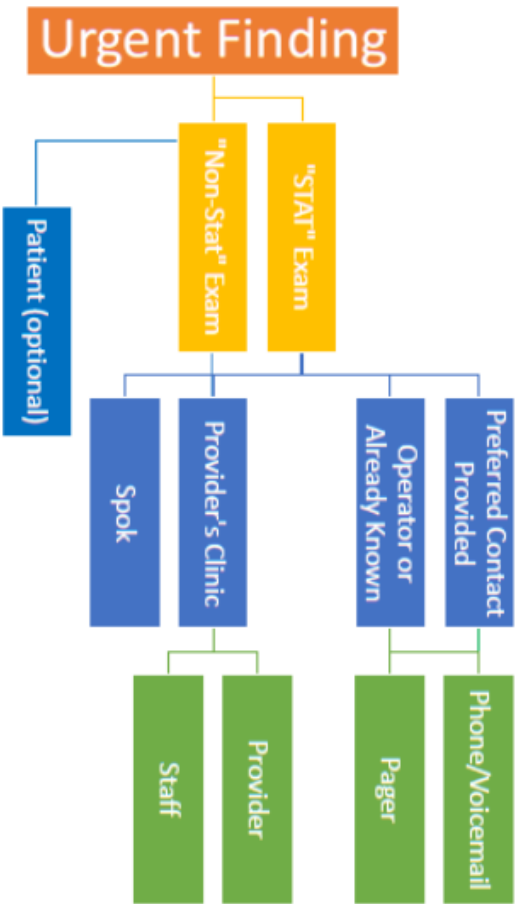 Urgent Finding
"STAT" Exam
"Non-Stat" Exam
Patient (optional)
Preferred Contact
Provided
Operator or
Already Known
Provider's Clinic
Spok
Phone/Voicemail
Pager
Provider
Staff